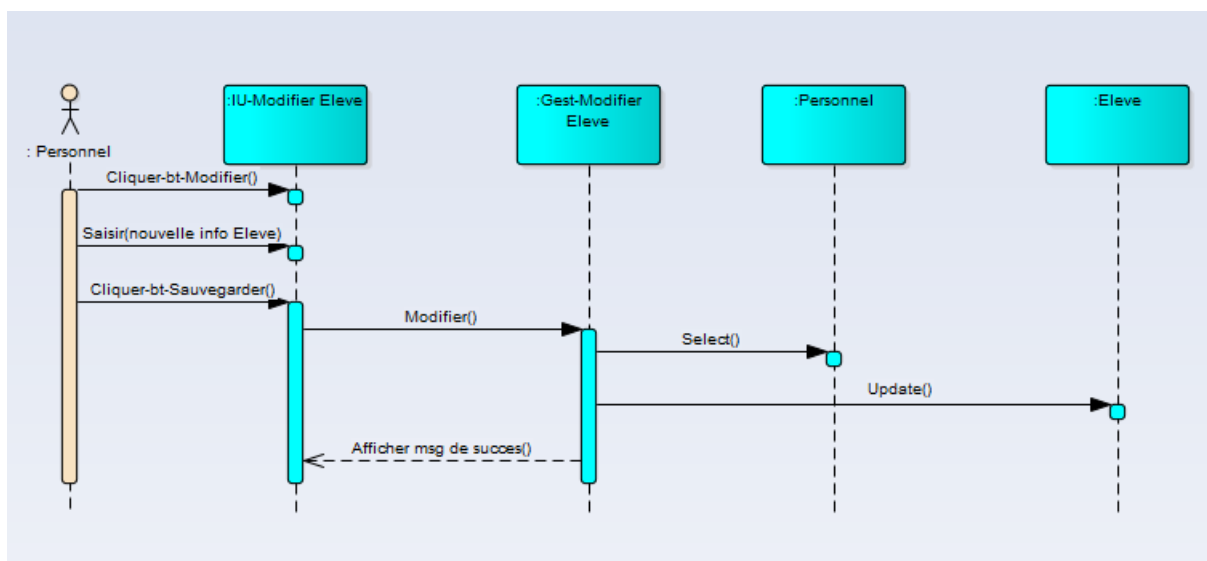 :IU-Modifier Eleve
:Gest-Modifier
Eleve
:Personnel
:Eleve
: Personnel
Cliquer-bt-Modifier()
Saisir(nouvelle info Eleve)
Cliquer-bt-Sauvegarder()
Modifier()
Select()
Update()
Afficher msg de succes()